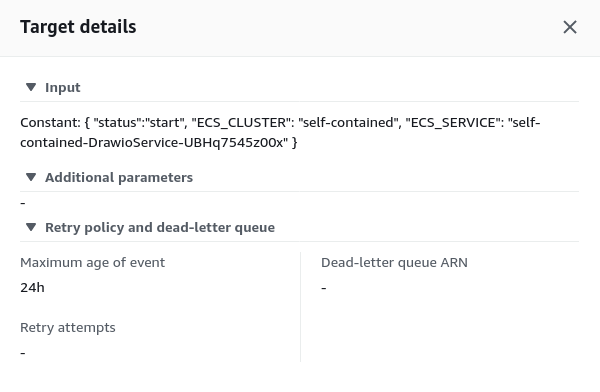 Target details
Input
Constant: { "status":"start", "ECS_CLUSTER": "self-contained", "ECS_SERVICE": "self-
contained-DrawioService-UBHq7545z00x" }
Additional parameters
-
Retry policy and dead-letter queue
Maximum age of event
24h
Retry attempts
-
Dead-letter queue ARN
-